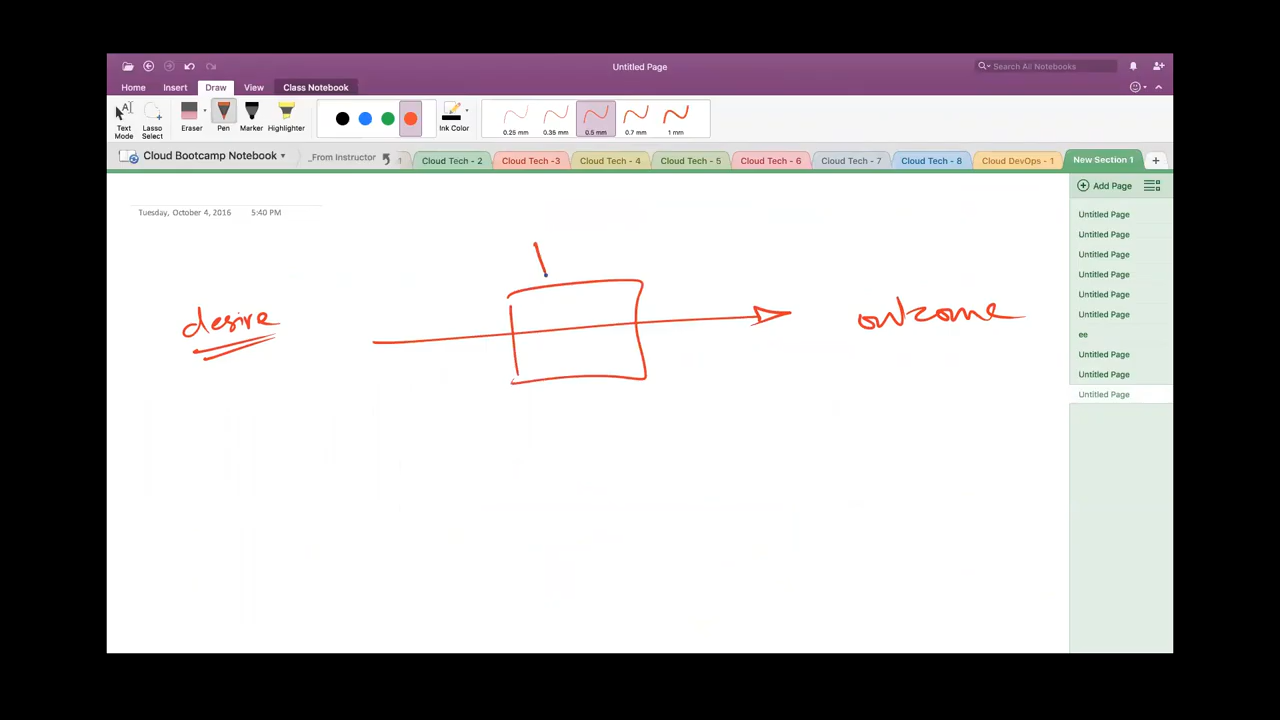 Untitled Page
Search All Notebooks
Home Insert Draw View Class Notebook
Text Mode
Lasso Select
Eraser
Pen
Marker
Highlighter
Ink Color
0.25 mm
0.35 mm
0.5 mm
0.7 mm
1 mm
Cloud Bootcamp Notebook
_From Instructor
1
Cloud Tech - 2
Cloud Tech -3
Cloud Tech - 4
Cloud Tech - 5
Cloud Tech - 6
Cloud Tech - 7
Cloud Tech - 8
Cloud DevOps - 1
New Section 1
Add Page
Tuesday, October 4, 2016 5:40 PM
desire
outcome
Untitled Page
Untitled Page
Untitled Page
Untitled Page
Untitled Page
Untitled Page
ee
Untitled Page
Untitled Page
Untitled Page